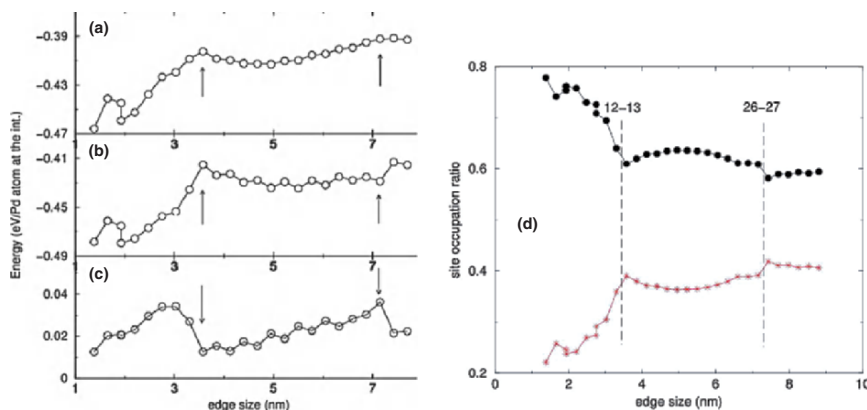 (a)
−0.39
−0.43
−0.47
1 3 5 7
(b)
−0.41
−0.45
−0.49
1 3 5 7
(c)
0.04
0.02
0
1 3 5 7
edge size (nm)
Energy (eV/Pd atom at the int.)
0.8
0.6
0.4
0.2
site occupation ratio
12−13
26−27
(d)
0 2 4 6 8 10
edge size (nm)